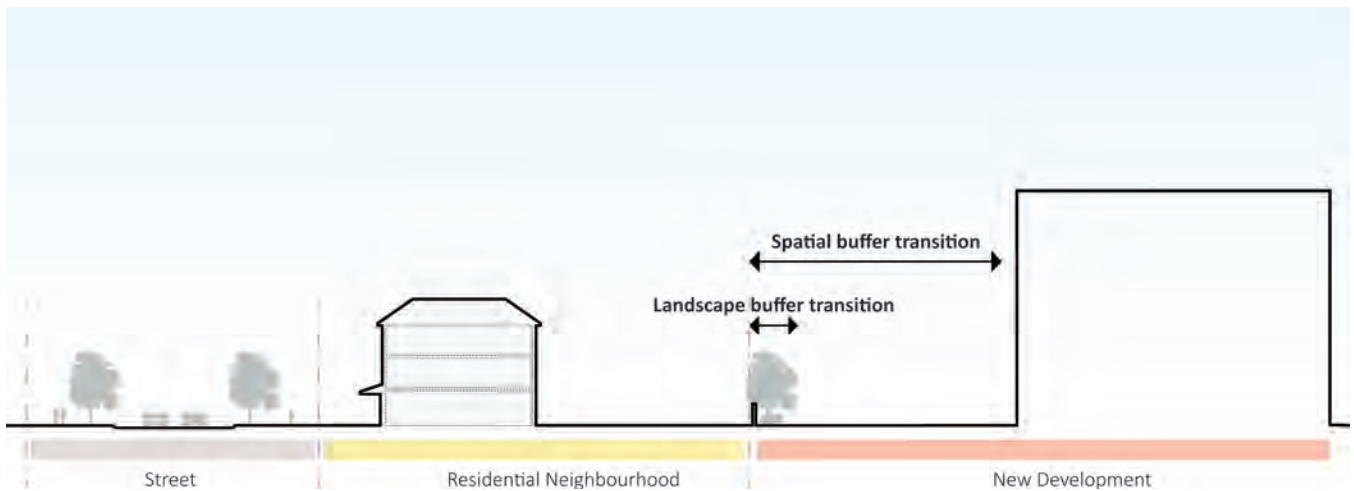 Spatial buffer transition
Landscape buffer transition
Street
Residential Neighbourhood
New Development